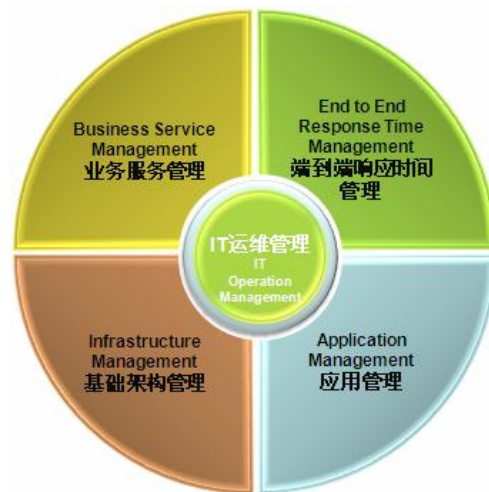 Business Service
Management
业务服务管理
End to End
Response Time
Management
端到端响应时间
管理
IT运维管理
IT
Operation
Management
Infrastructure
Management
基础架构管理
Application
Management
应用管理